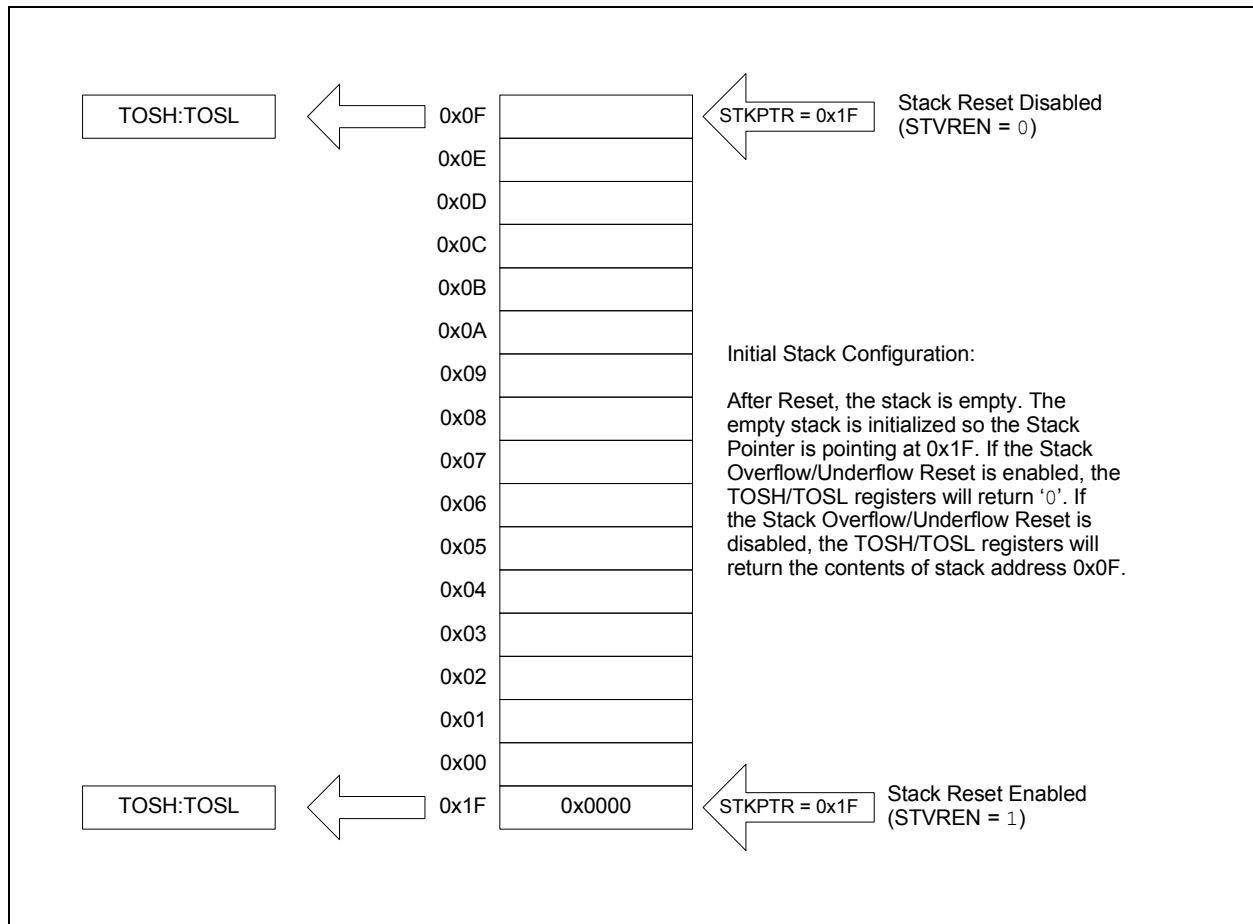 TOSH:TOSL
0x0F
STKPTR = 0x1F
Stack Reset Disabled
(STVREN = 0)
0x0E
0x0D
0x0C
0x0B
0x0A
0x09
0x08
0x07
0x06
0x05
0x04
0x03
0x02
0x01
0x00
Initial Stack Configuration:
After Reset, the stack is empty. The
empty stack is initialized so the Stack
Pointer is pointing at 0x1F. If the Stack
Overflow/Underflow Reset is enabled, the
TOSH/TOSL registers will return ‘0’. If
the Stack Overflow/Underflow Reset is
disabled, the TOSH/TOSL registers will
return the contents of stack address 0x0F.
TOSH:TOSL
0x1F
0x0000
STKPTR = 0x1F
Stack Reset Enabled
(STVREN = 1)